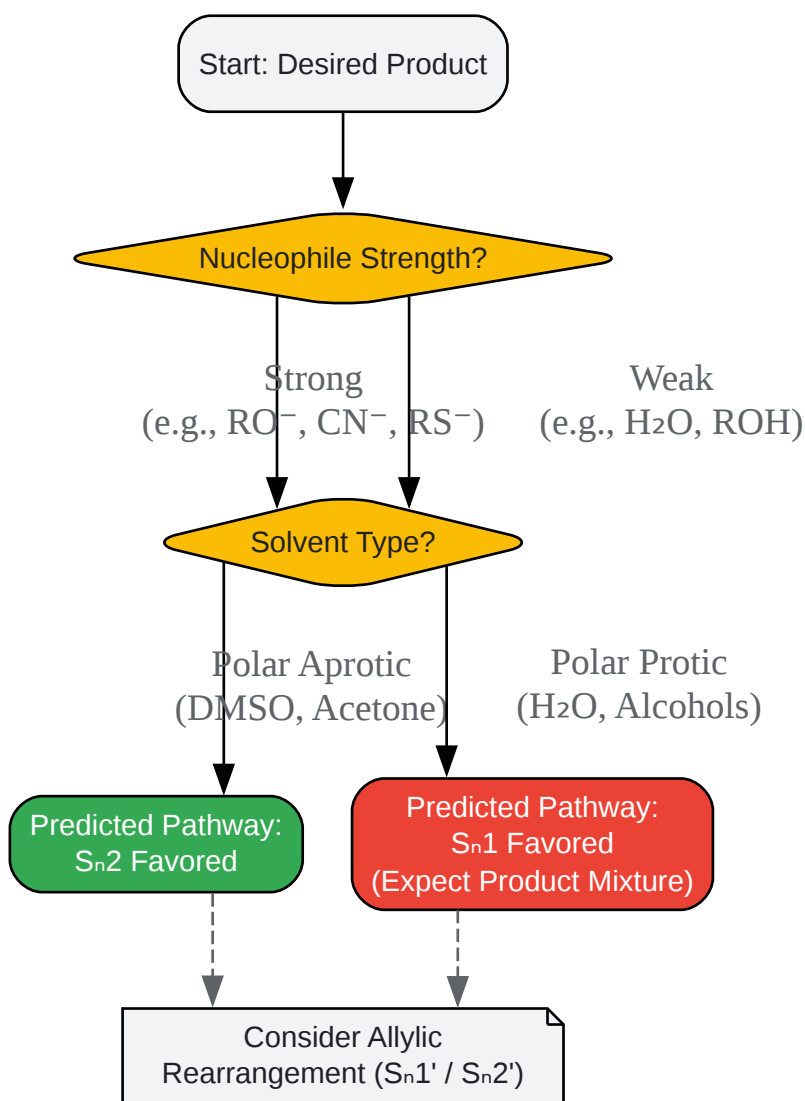 Start: Desired Product
Nucleophile Strength?
Strong
(e.g., RO⁻, CN⁻, RS⁻)
Weak
(e.g., H₂O, ROH)
Solvent Type?
Polar Aprotic
(DMSO, Acetone)
Polar Protic
(H₂O, Alcohols)
Predicted Pathway:
Sₙ2 Favored
Predicted Pathway:
Sₙ1 Favored
(Expect Product Mixture)
Consider Allylic
Rearrangement (Sₙ1' / Sₙ2')